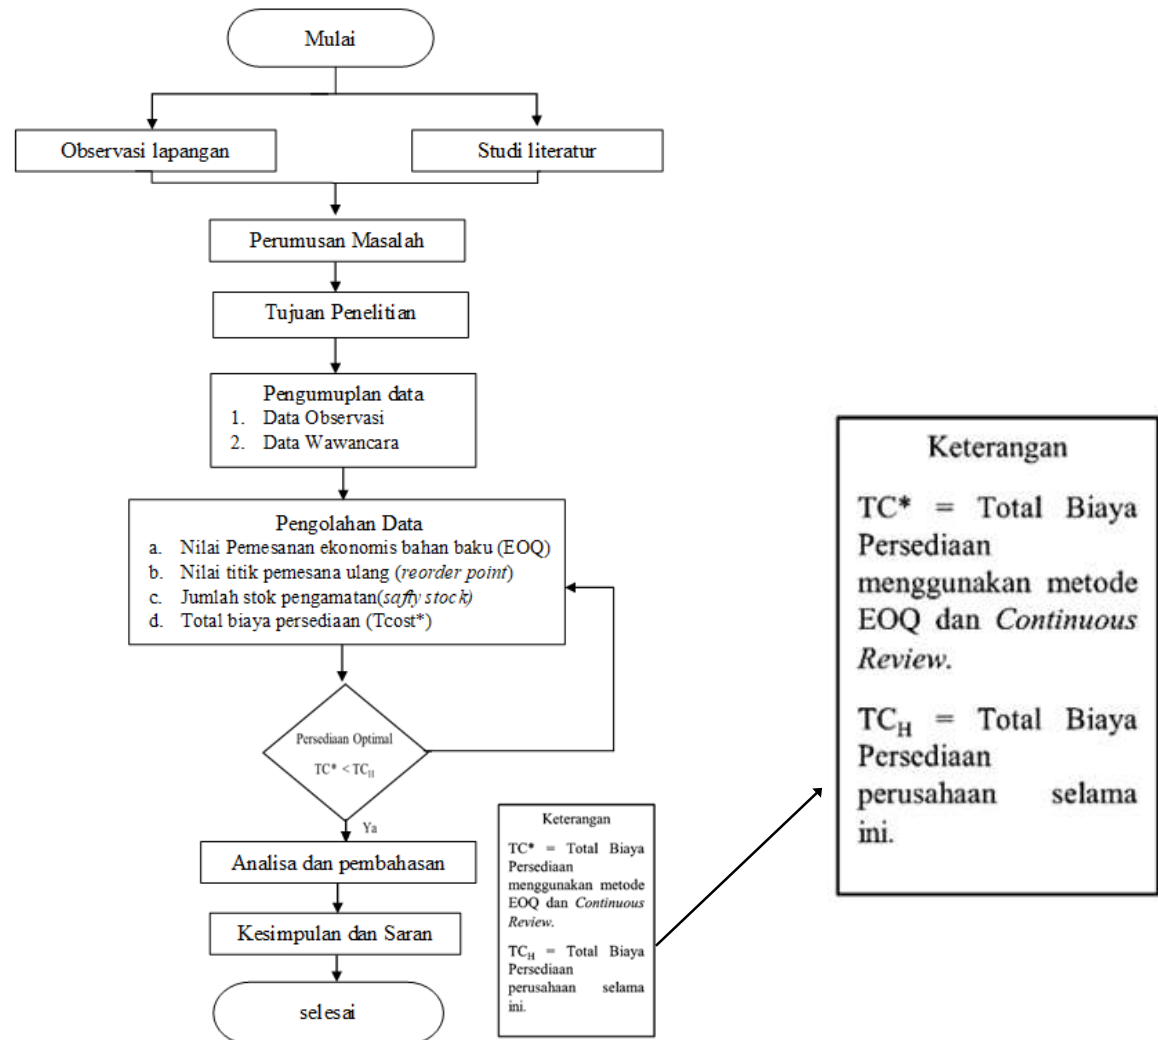 Mulai
Observasi lapangan
Studi literatur
Perumusan Masalah
Tujuan Penelitian
Pengumuplan data
1. Data Observasi
2. Data Wawancara
Pengolahan Data
a. Nilai Pemesanan ekonomis bahan baku (EOQ)
b. Nilai titik pemesana ulang (reorder point)
c. Jumlah stok pengamatan(saftly stock)
d. Total biaya persediaan (Tcost*)
Persediaan Optimal
TC* < TC_H
Ya
Analisa dan pembahasan
Kesimpulan dan Saran
selesai
Keterangan
TC* = Total Biaya
Persediaan
menggunakan metode
EOQ dan Continuous
Review.
TC_H = Total Biaya
Persediaan
perusahaan selama
ini.
Keterangan
TC* = Total Biaya
Persediaan
menggunakan metode
EOQ dan Continuous
Review.
TC_H = Total Biaya
Persediaan
perusahaan selama
ini.